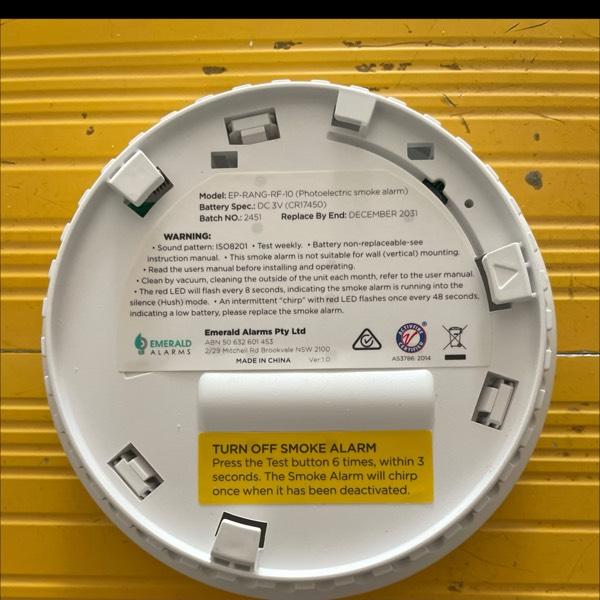 Model: EP-RANG-RF-10 (Photoelectric smoke alarm)
Battery Spec.: DC 3V (CR17450)
Batch NO.: 2451 Replace By End: DECEMBER 2031
WARNING:
• Sound pattern: ISO8201 • Test weekly. • Battery non-replaceable-see
instruction manual. • This smoke alarm is not suitable for wall (vertical) mounting.
• Read the users manual before installing and operating.
• Clean by vacuum, cleaning the outside of the unit each month, refer to the user manual.
• The red LED will flash every 8 seconds, indicating the smoke alarm is running into the
silence (Hush) mode. • An intermittent "chirp" with red LED flashes once every 48 seconds,
indicating a low battery, please replace the smoke alarm.
EMERALD
ALARMS
Emerald Alarms Pty Ltd
ABN 50 632 601 453
2/29 Mitchell Rd Brookvale NSW 2100
MADE IN CHINA Ver 1.0
ACTIVFIRE
CERTIFIED
AS3786: 2014
TURN OFF SMOKE ALARM
Press the Test button 6 times, within 3
seconds. The Smoke Alarm will chirp
once when it has been deactivated.